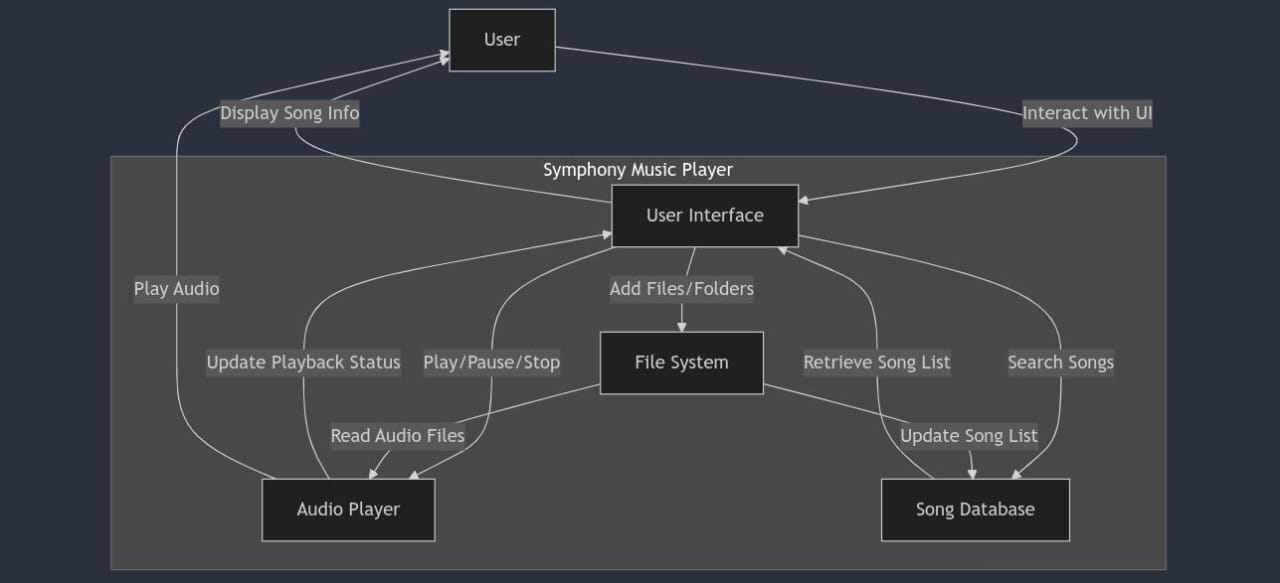 User
Display Song Info
Interact with UI
Symphony Music Player
User Interface
Play Audio
Add Files/Folders
Update Playback Status
Play/Pause/Stop
File System
Retrieve Song List
Search Songs
Read Audio Files
Update Song List
Audio Player
Song Database